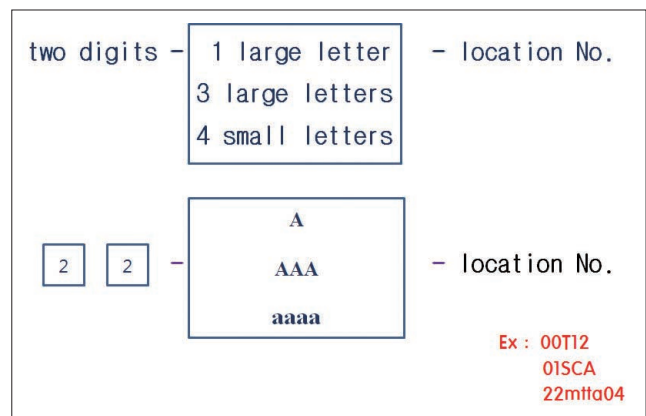 two digits - 1 large letter - location No.
3 large letters
4 small letters
A
2 2 - AAA - location No.
aaaa
Ex : 00T12
01SCA
22mtta04